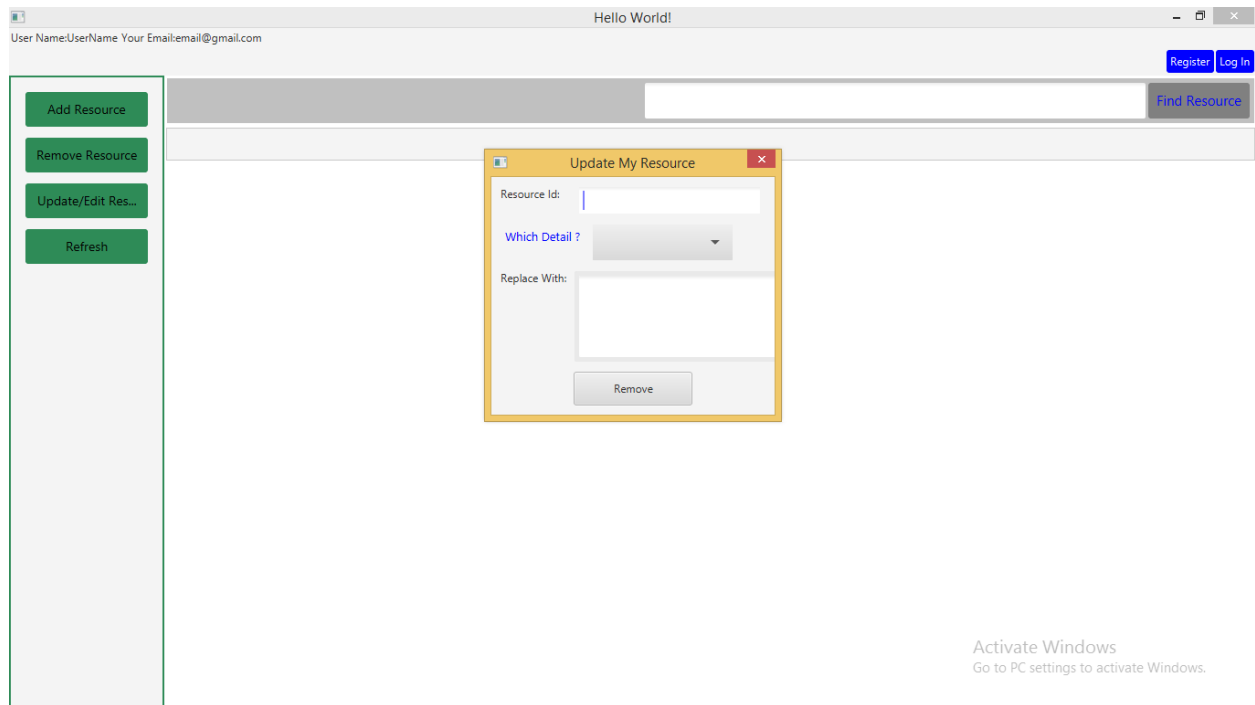 Hello World!
User Name:UserName Your Email:email@gmail.com
Register Log In
Add Resource
Remove Resource
Update/Edit Res...
Refresh
Find Resource
Update My Resource
Resource Id:
Which Detail ?
Replace With:
Remove
Activate Windows
Go to PC settings to activate Windows.